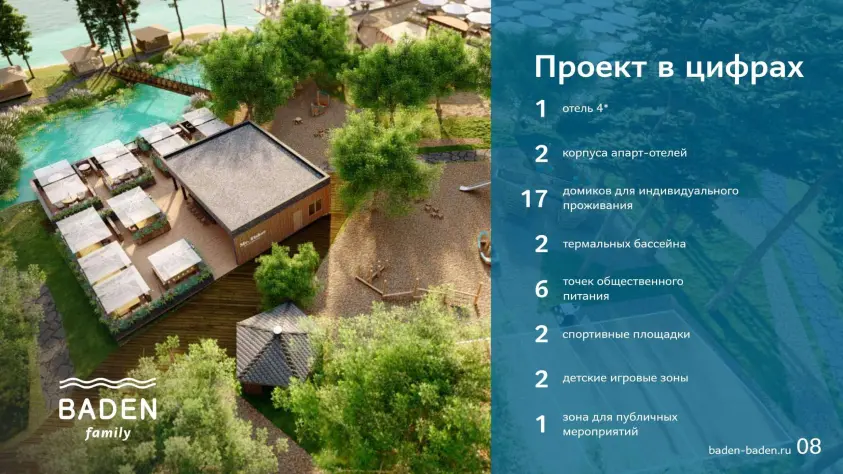 Проект в цифрах
1 отель 4*
2 корпуса апарт-отелей
17 домиков для индивидуального
проживания
2 термальных бассейна
6 точек общественного
питания
2 спортивные площадки
2 детские игровые зоны
1 зона для публичных
мероприятий
BADEN
family
baden-baden.ru 08